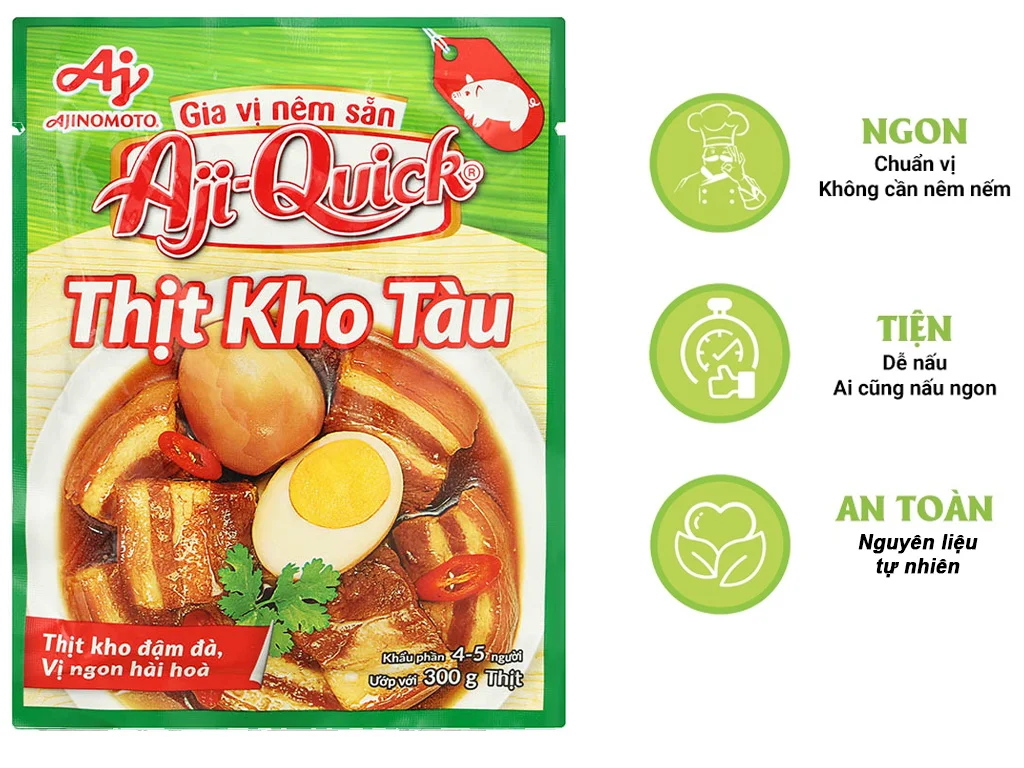 Aj
AJINOMOTO®
Gia vị nêm sẵn
Aji-Quick®
Thịt Kho Tàu
Thịt kho đậm đà,
Vị ngon hài hoà
Khẩu phần 4-5 người
Ướp với 300 g Thịt
NGON
Chuẩn vị
Không cần nêm nếm
TIỆN
Dễ nấu
Ai cũng nấu ngon
AN TOÀN
Nguyên liệu
tự nhiên